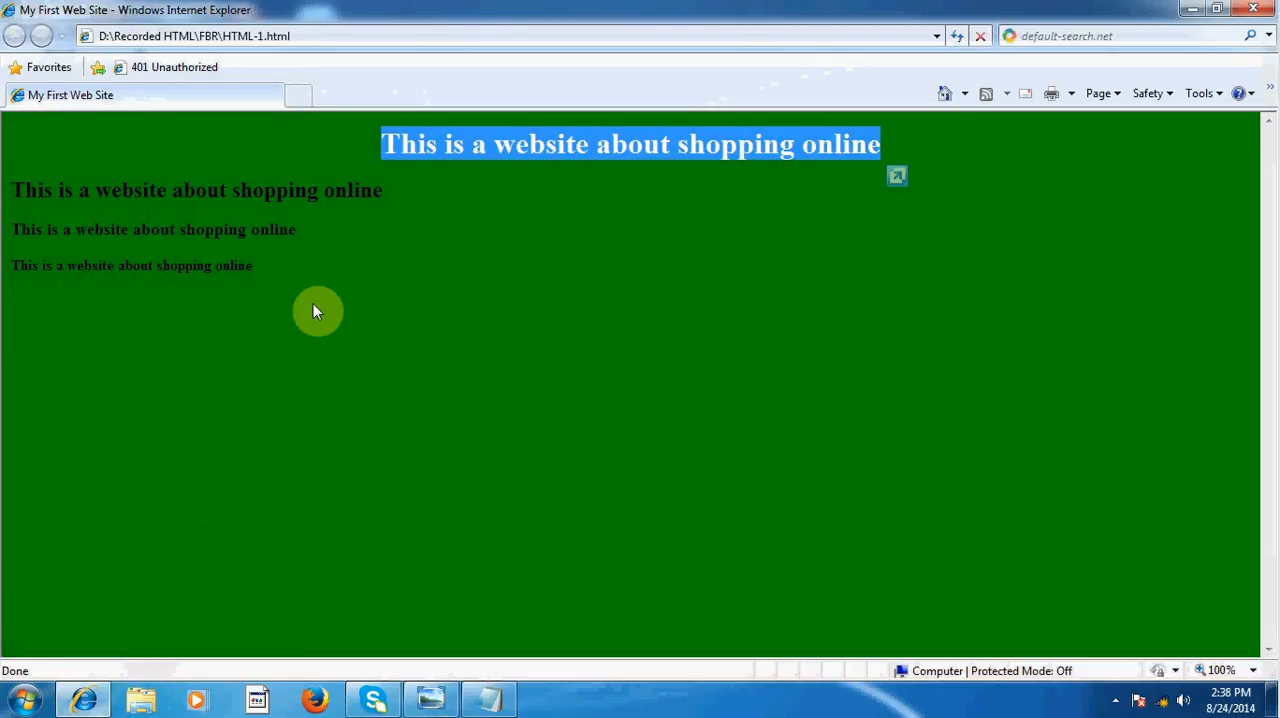 My First Web Site - Windows Internet Explorer
D:\Recorded HTML\FBR\HTML-1.html
default-search.net
Favorites
401 Unauthorized
My First Web Site
Page
Safety
Tools
This is a website about shopping online
This is a website about shopping online
This is a website about shopping online
This is a website about shopping online
Done
Computer | Protected Mode: Off
100%
2:38 PM
8/24/2014